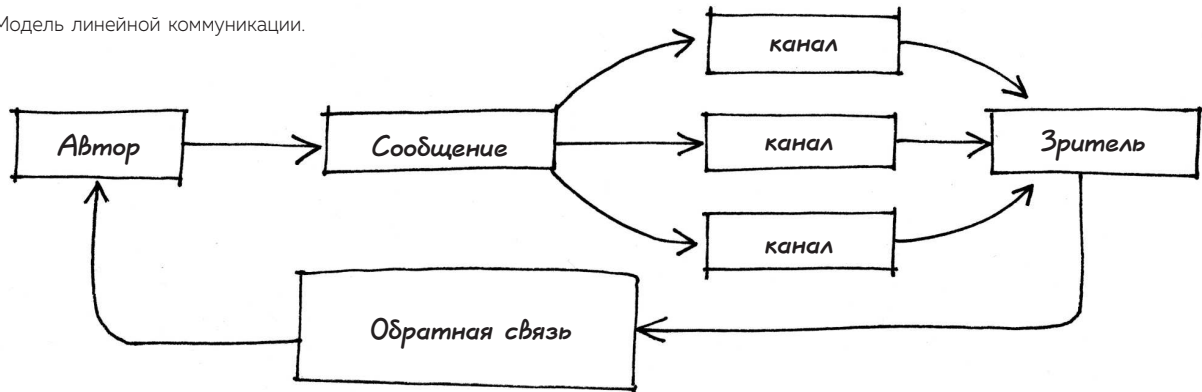 Модель линейной коммуникации.
канал
Автор
Сообщение
канал
Зритель
канал
Обратная связь